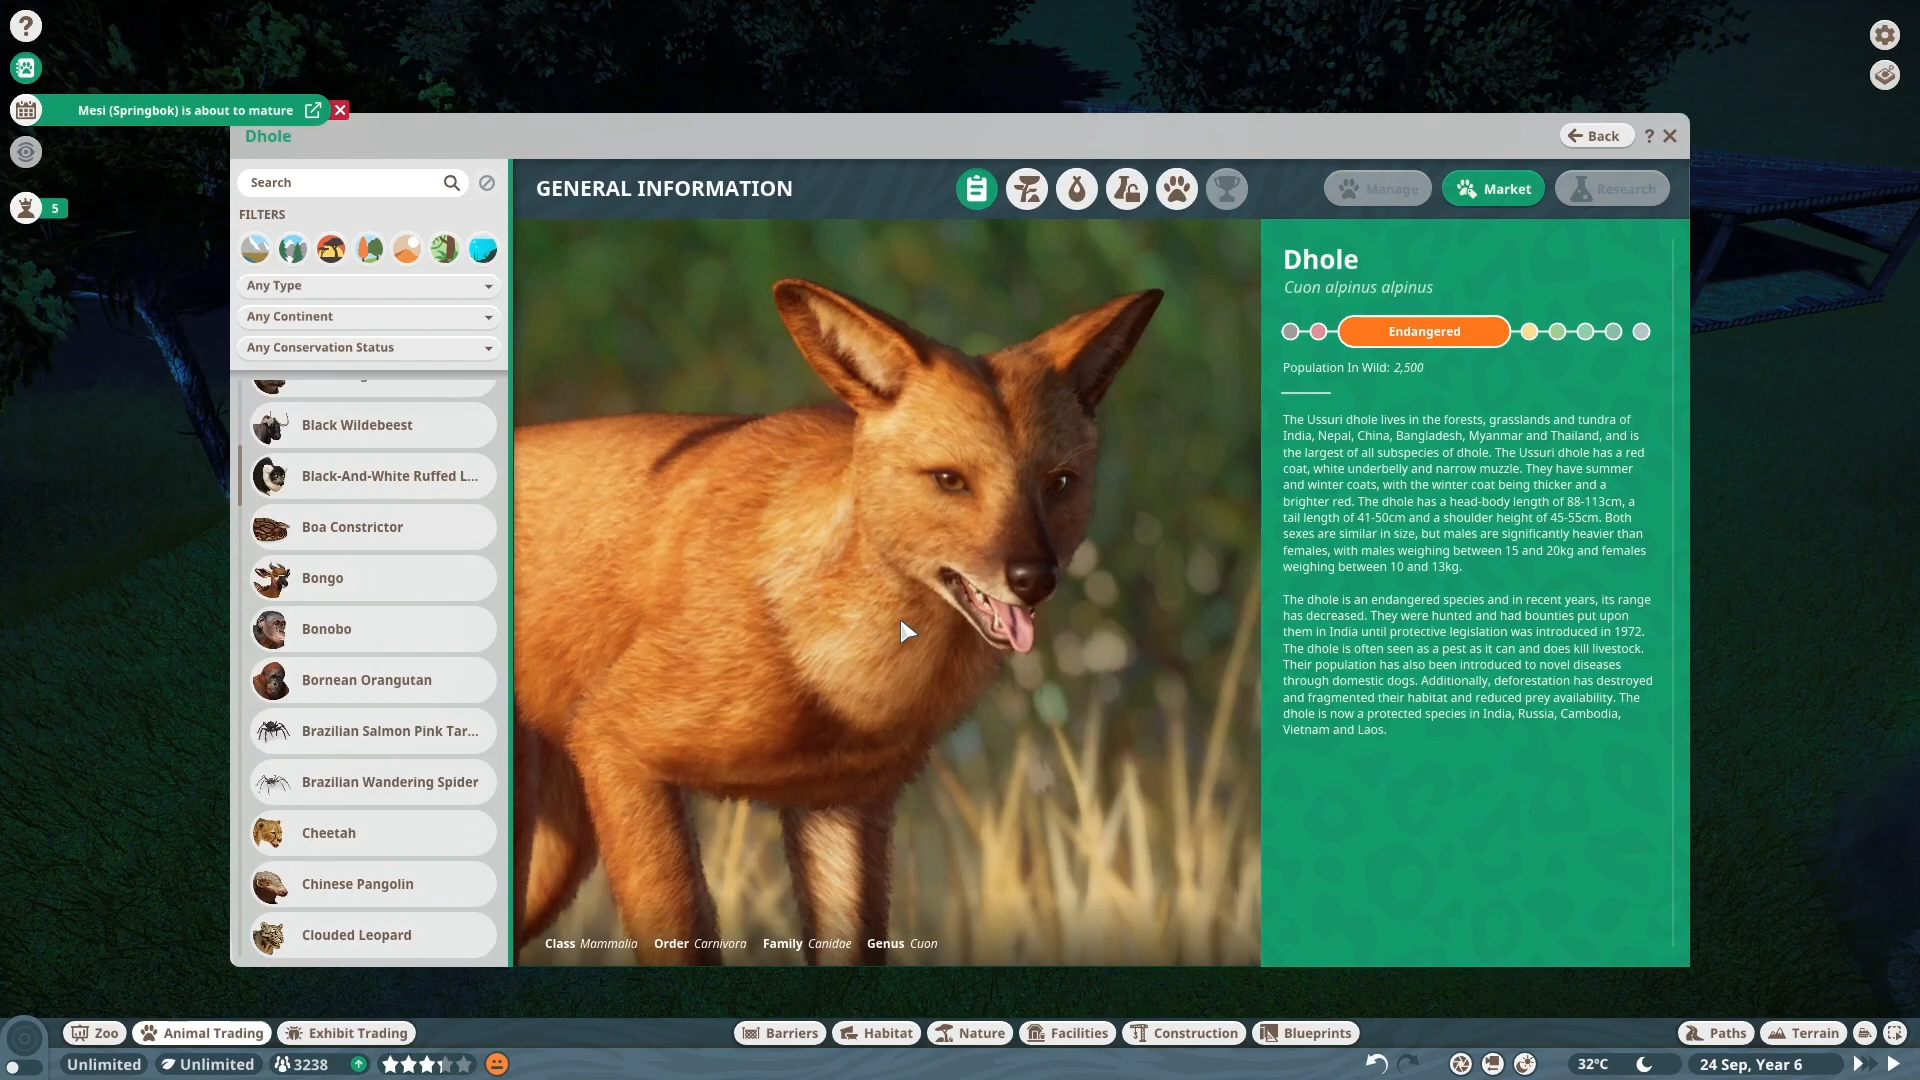 ?
Mesi (Springbok) is about to mature
5
Dhole
Back
?
Search
FILTERS
Any Type
Any Continent
Any Conservation Status
Black Wildebeest
Black-And-White Ruffed L...
Boa Constrictor
Bongo
Bonobo
Bornean Orangutan
Brazilian Salmon Pink Tar...
Brazilian Wandering Spider
Cheetah
Chinese Pangolin
Clouded Leopard
GENERAL INFORMATION
Manage
Market
Research
Class Mammalia Order Carnivora Family Canidae Genus Cuon
Dhole
Cuon alpinus alpinus
Endangered
Population In Wild: 2,500
The Ussuri dhole lives in the forests, grasslands and tundra of
India, Nepal, China, Bangladesh, Myanmar and Thailand, and is
the largest of all subspecies of dhole. The Ussuri dhole has a red
coat, white underbelly and narrow muzzle. They have summer
and winter coats, with the winter coat being thicker and a
brighter red. The dhole has a head-body length of 88-113cm, a
tail length of 41-50cm and a shoulder height of 45-55cm. Both
sexes are similar in size, but males are significantly heavier than
females, with males weighing between 15 and 20kg and females
weighing between 10 and 13kg.
The dhole is an endangered species and in recent years, its range
has decreased. They were hunted and had bounties put upon
them in India until protective legislation was introduced in 1972.
The dhole is often seen as a pest as it can and does kill livestock.
Their population has also been introduced to novel diseases
through domestic dogs. Additionally, deforestation has destroyed
and fragmented their habitat and reduced prey availability. The
dhole is now a protected species in India, Russia, Cambodia,
Vietnam and Laos.
Zoo
Animal Trading
Exhibit Trading
Barriers
Habitat
Nature
Facilities
Construction
Blueprints
Paths
Terrain
Unlimited
Unlimited
3238
32°C
24 Sep, Year 6